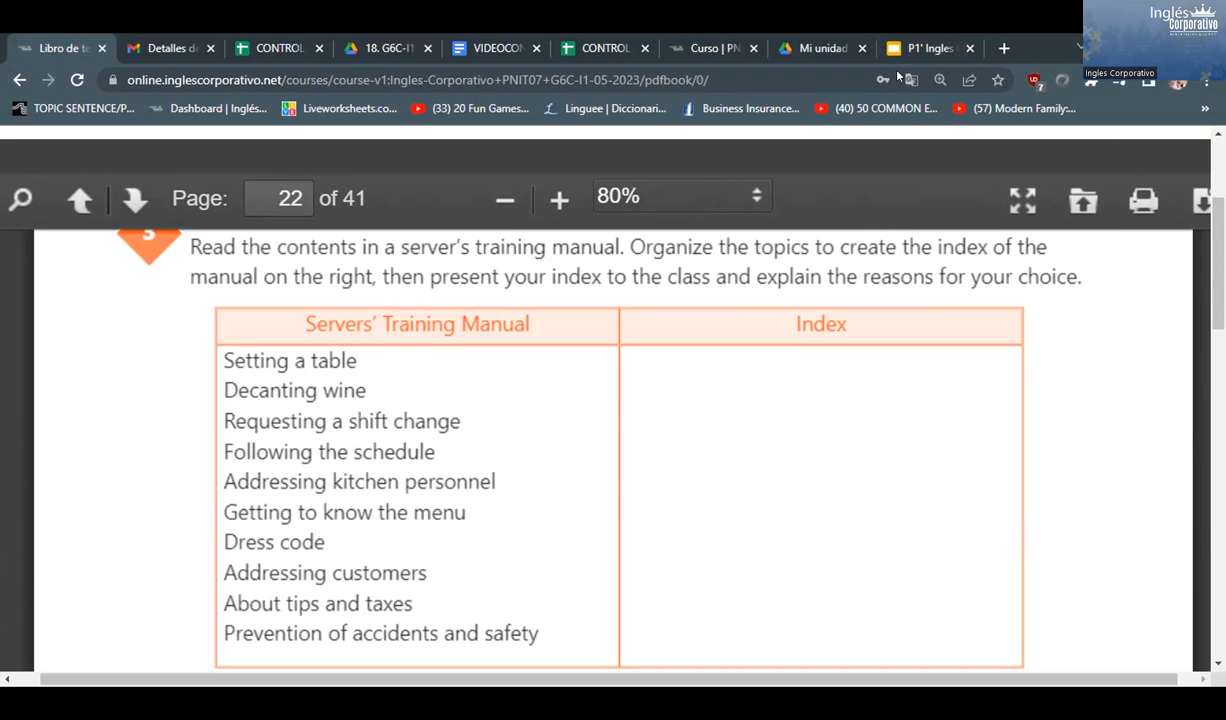 Inglés
Corporativo
Ingles Corporativo
Libro de te
Detalles de
CONTROL
18. G6C-I1
VIDEOCON
CONTROL
Curso | PN
Mi unidad
P1' Ingles
online.inglescorporativo.net/courses/course-v1:Ingles-Corporativo+PNIT07+G6C-I1-05-2023/pdfbook/0/
7
TOPIC SENTENCE/P...
Dashboard | Inglés...
Liveworksheets.co...
(33) 20 Fun Games...
Linguee | Diccionari...
Business Insurance...
(40) 50 COMMON E...
(57) Modern Family:...
Page: 22 of 41
80%
3
Read the contents in a server's training manual. Organize the topics to create the index of the
manual on the right, then present your index to the class and explain the reasons for your choice.
Servers' Training Manual
Index
Setting a table
Decanting wine
Requesting a shift change
Following the schedule
Addressing kitchen personnel
Getting to know the menu
Dress code
Addressing customers
About tips and taxes
Prevention of accidents and safety